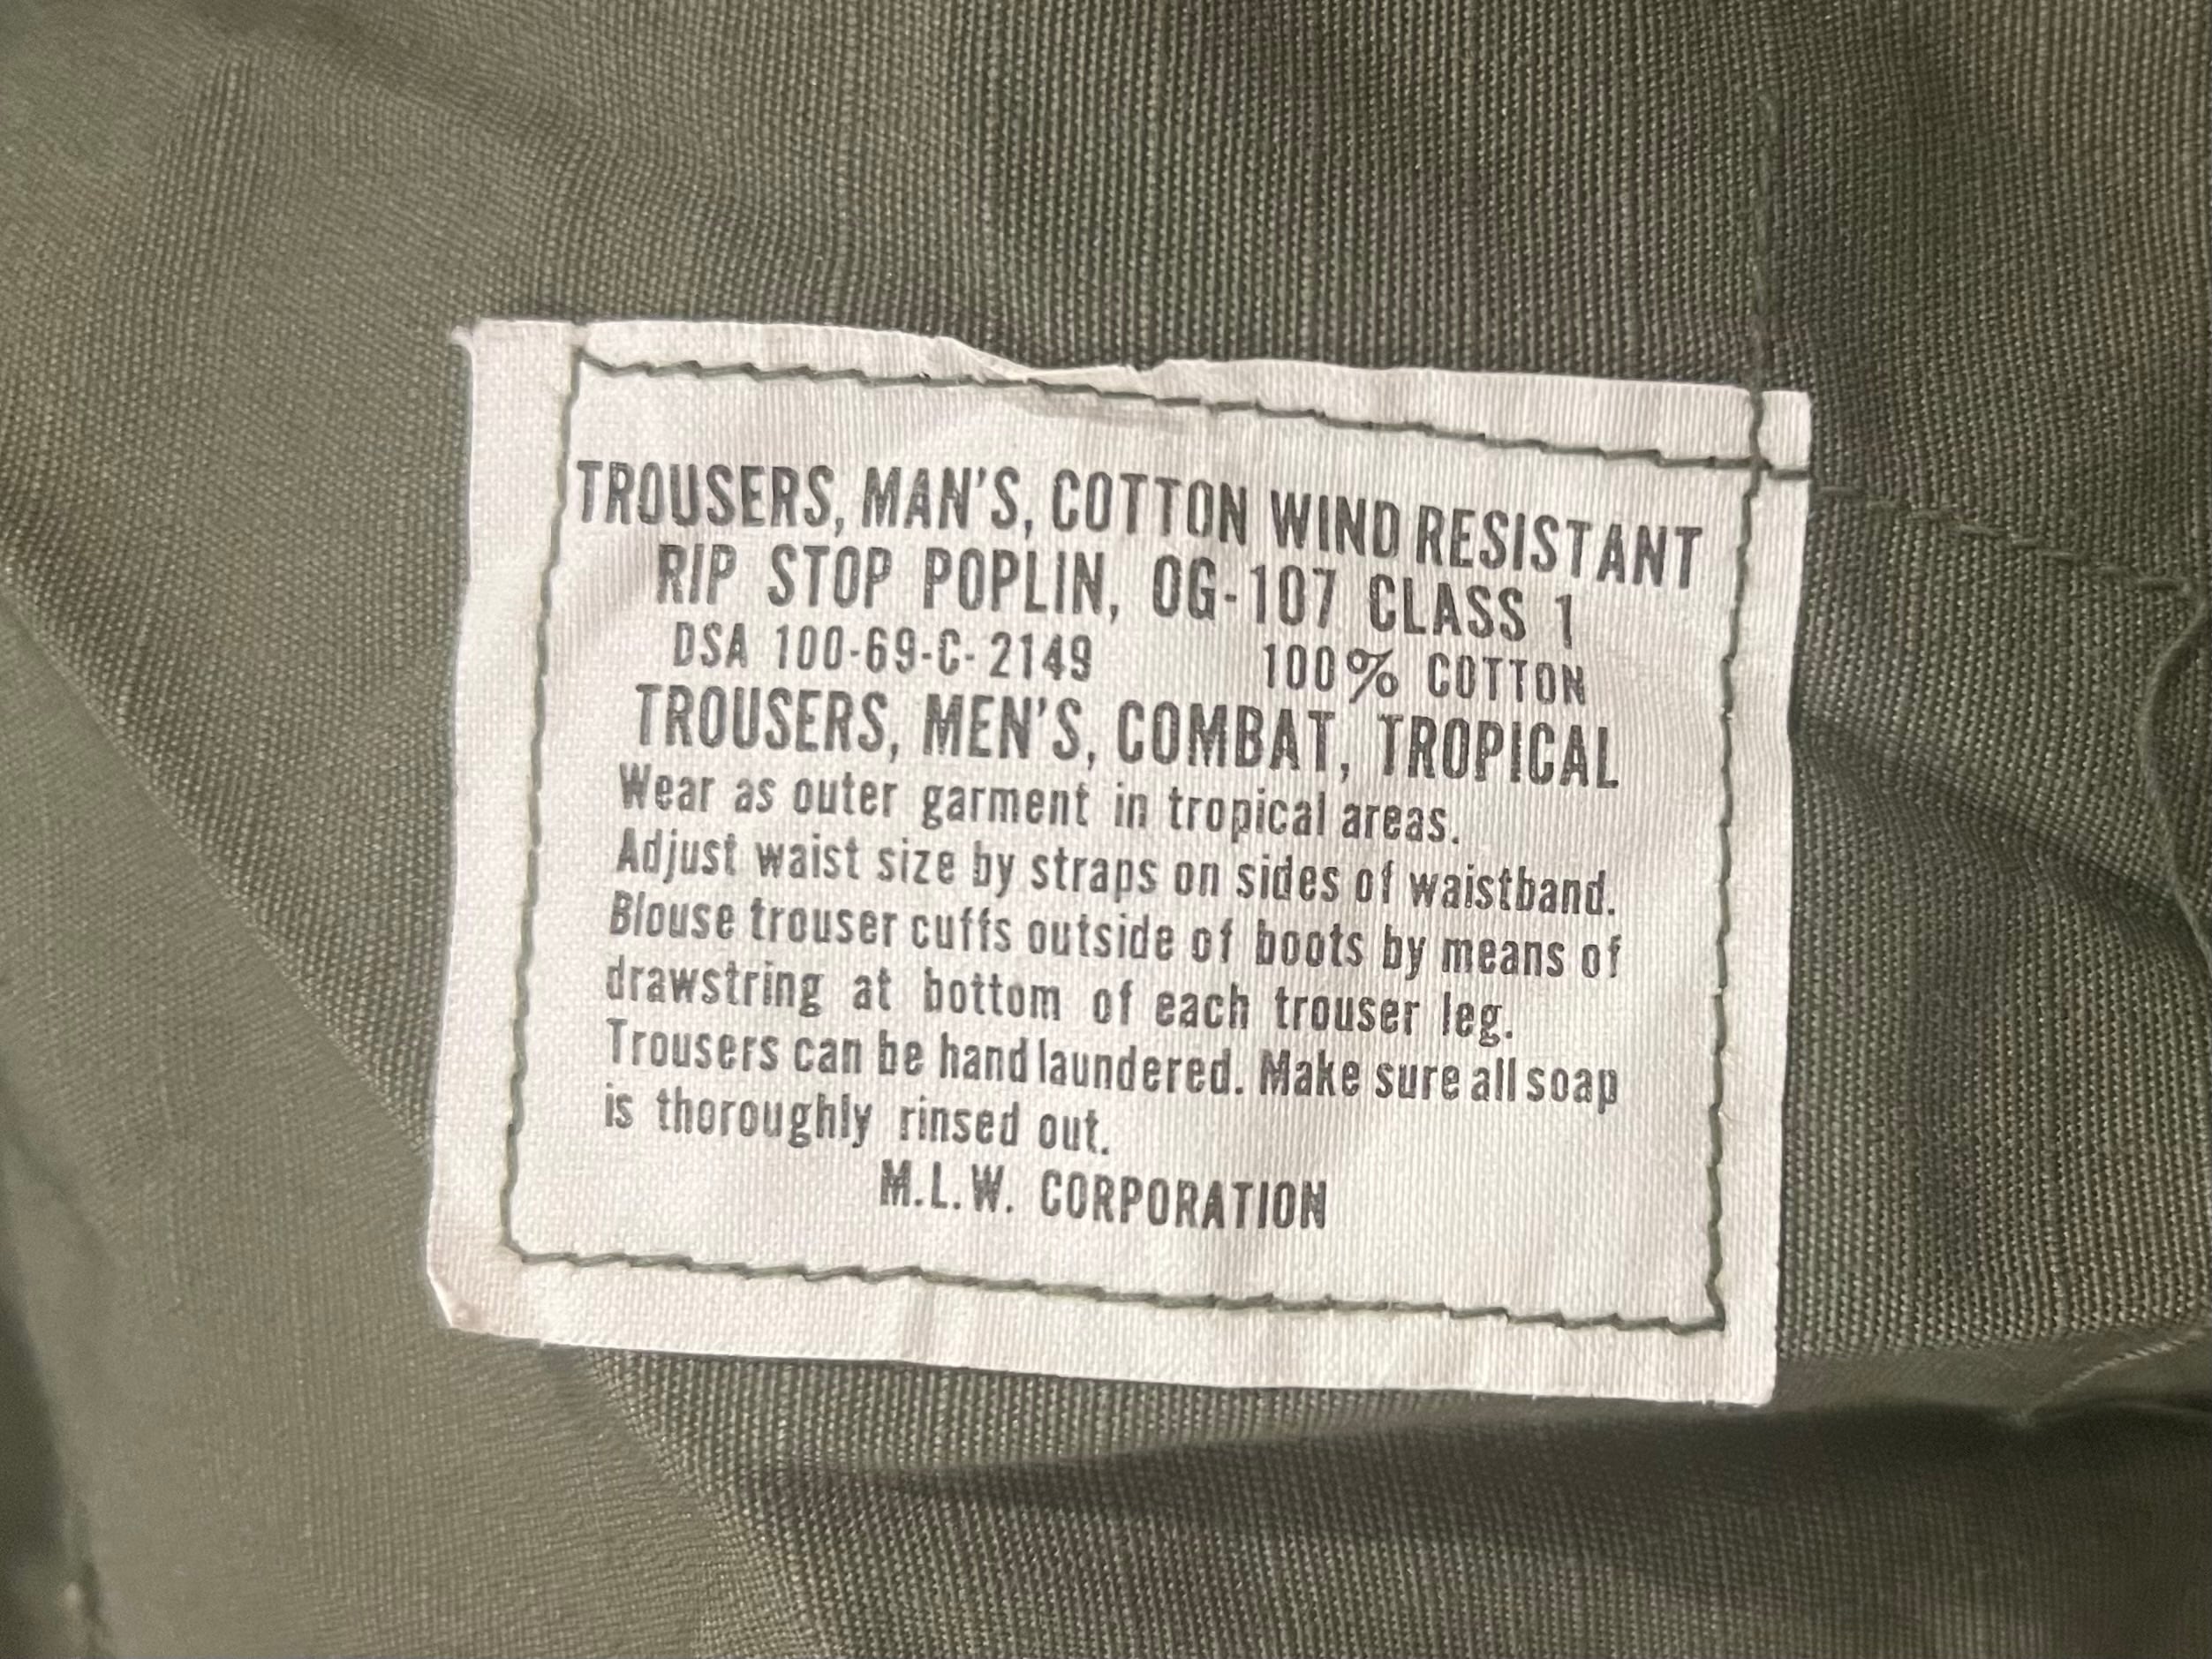 TROUSERS, MAN'S, COTTON WIND RESISTANT
RIP STOP POPLIN, OG-107 CLASS 1
DSA 100-69-C-2149 100% COTTON
TROUSERS, MEN'S, COMBAT, TROPICAL
Wear as outer garment in tropical areas.
Adjust waist size by straps on sides of waistband.
Blouse trouser cuffs outside of boots by means of
drawstring at bottom of each trouser leg.
Trousers can be hand laundered. Make sure all soap
is thoroughly rinsed out.
M.L.W. CORPORATION